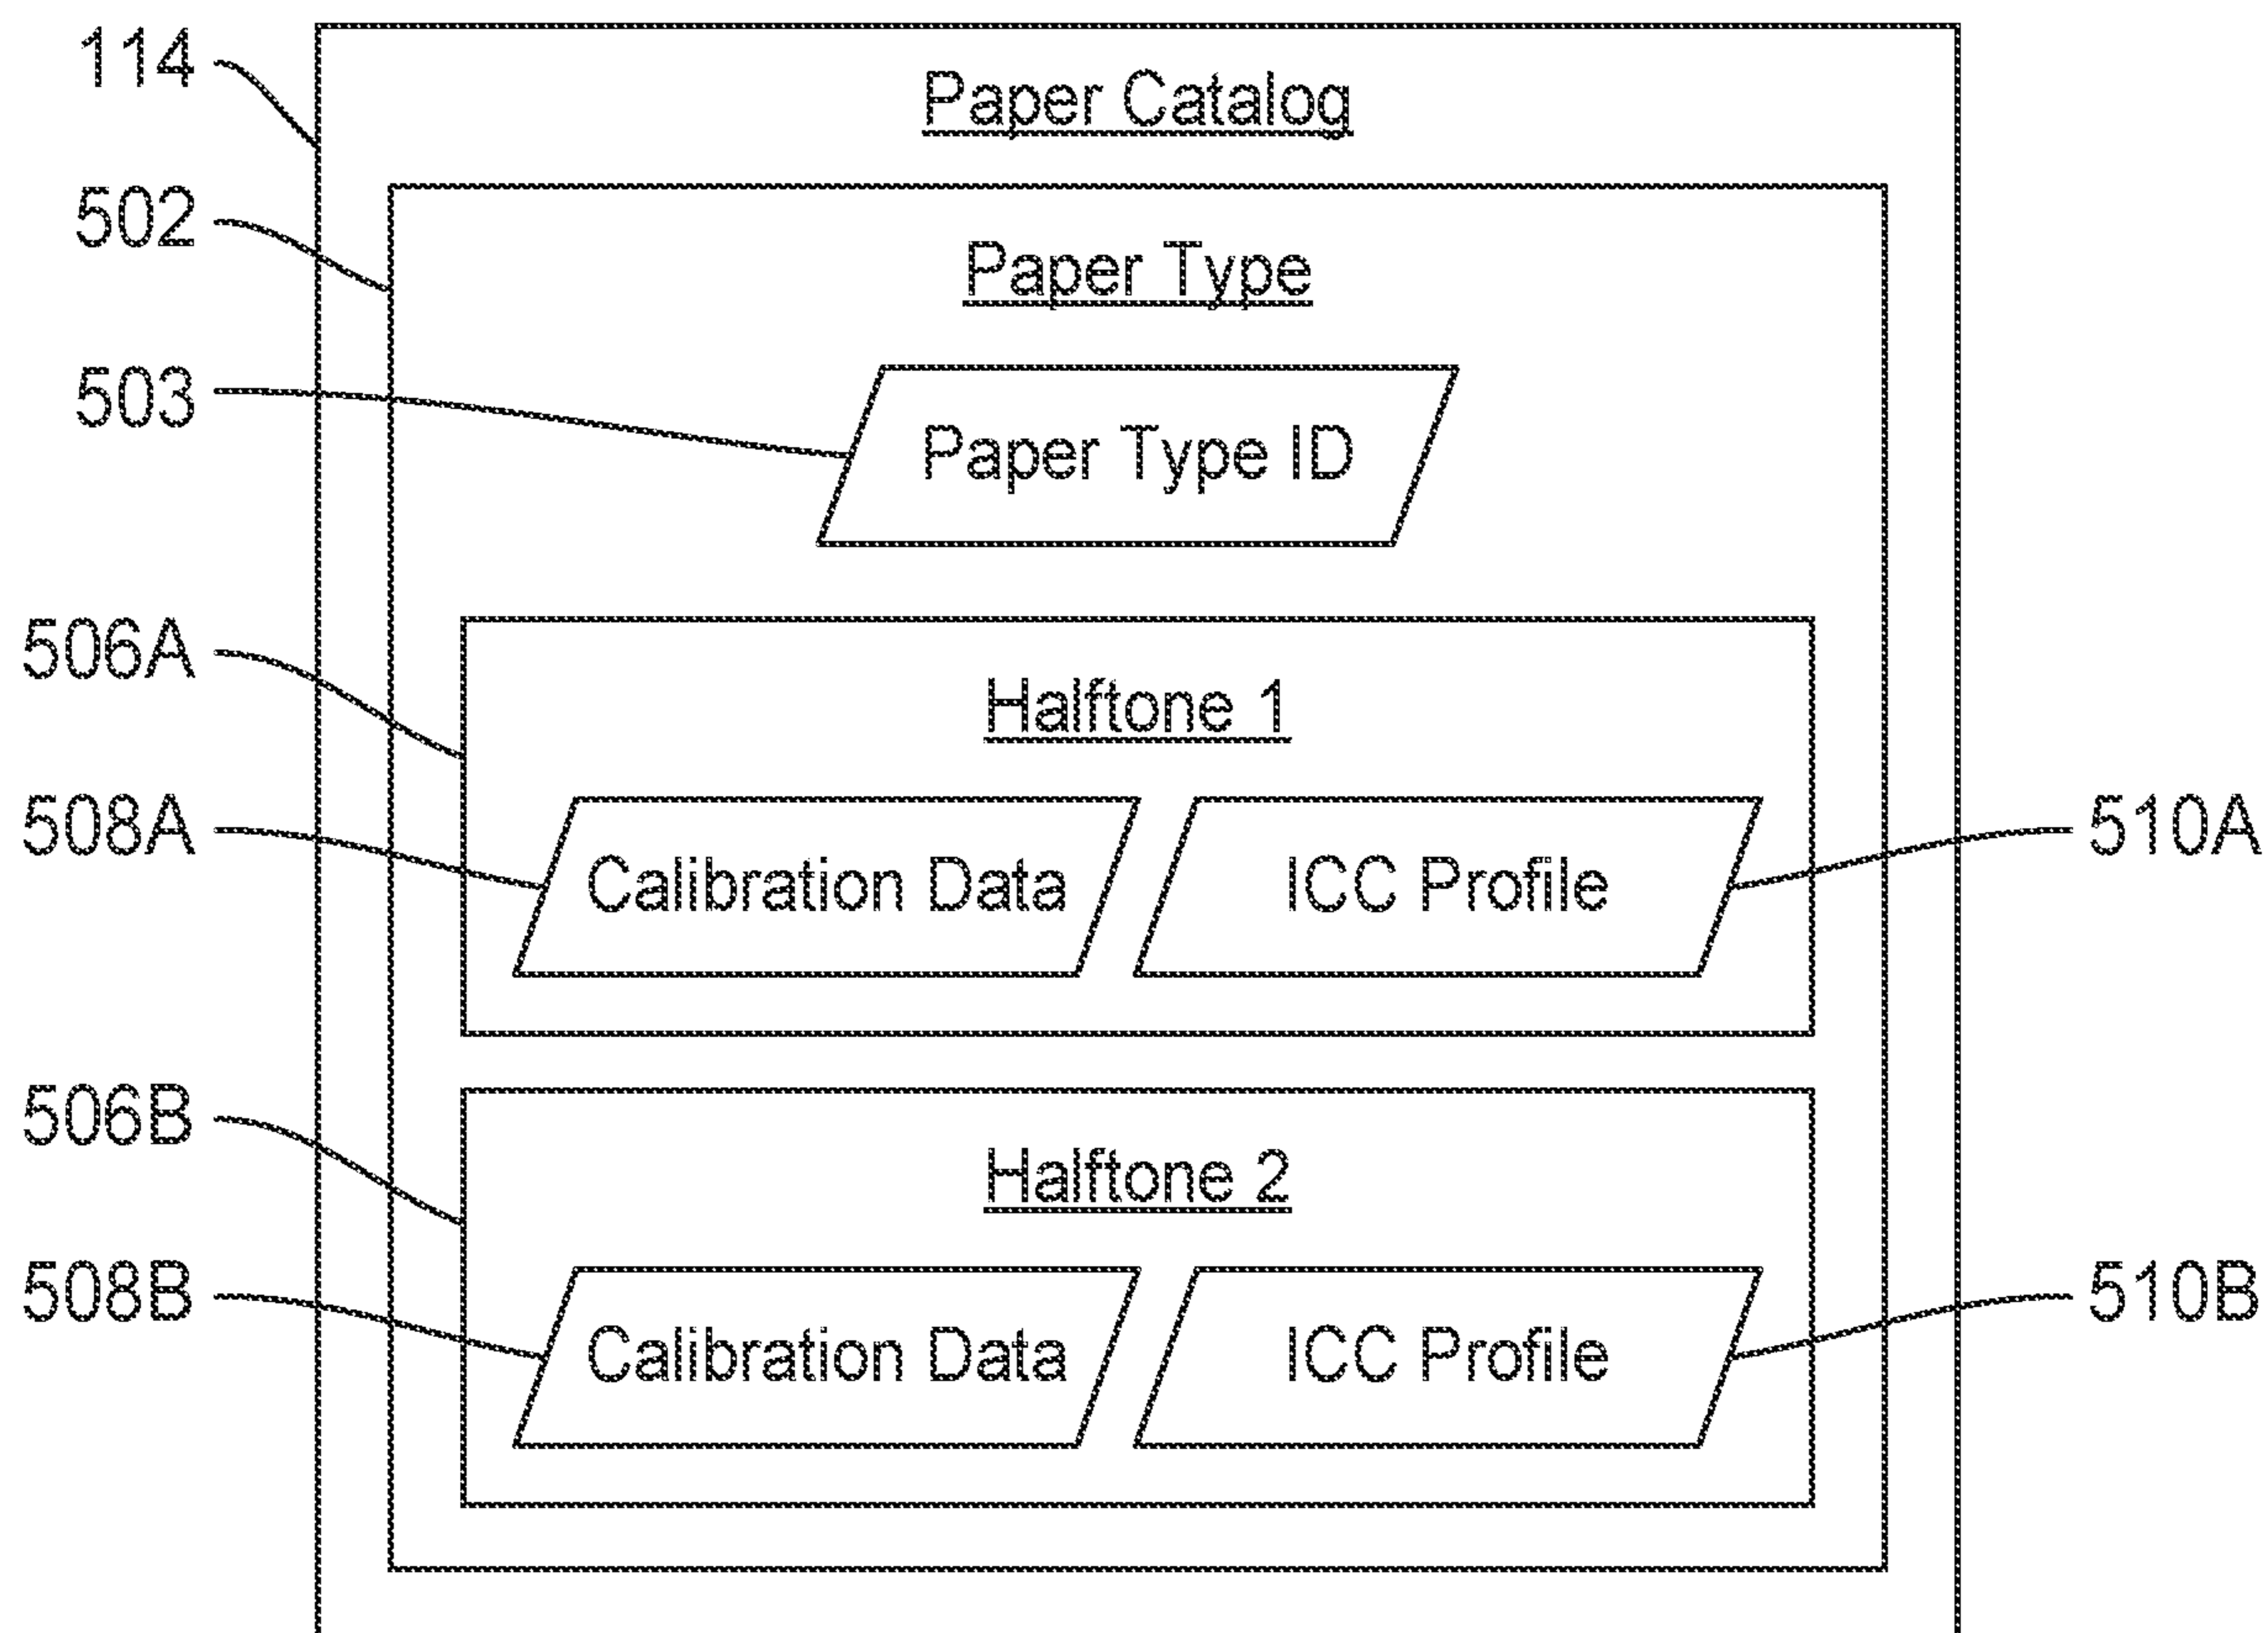 114
Paper Catalog
502
Paper Type
503
Paper Type ID
506A
Halftone 1
508A
Calibration Data
ICC Profile
510A
506B
Halftone 2
508B
Calibration Data
ICC Profile
510B